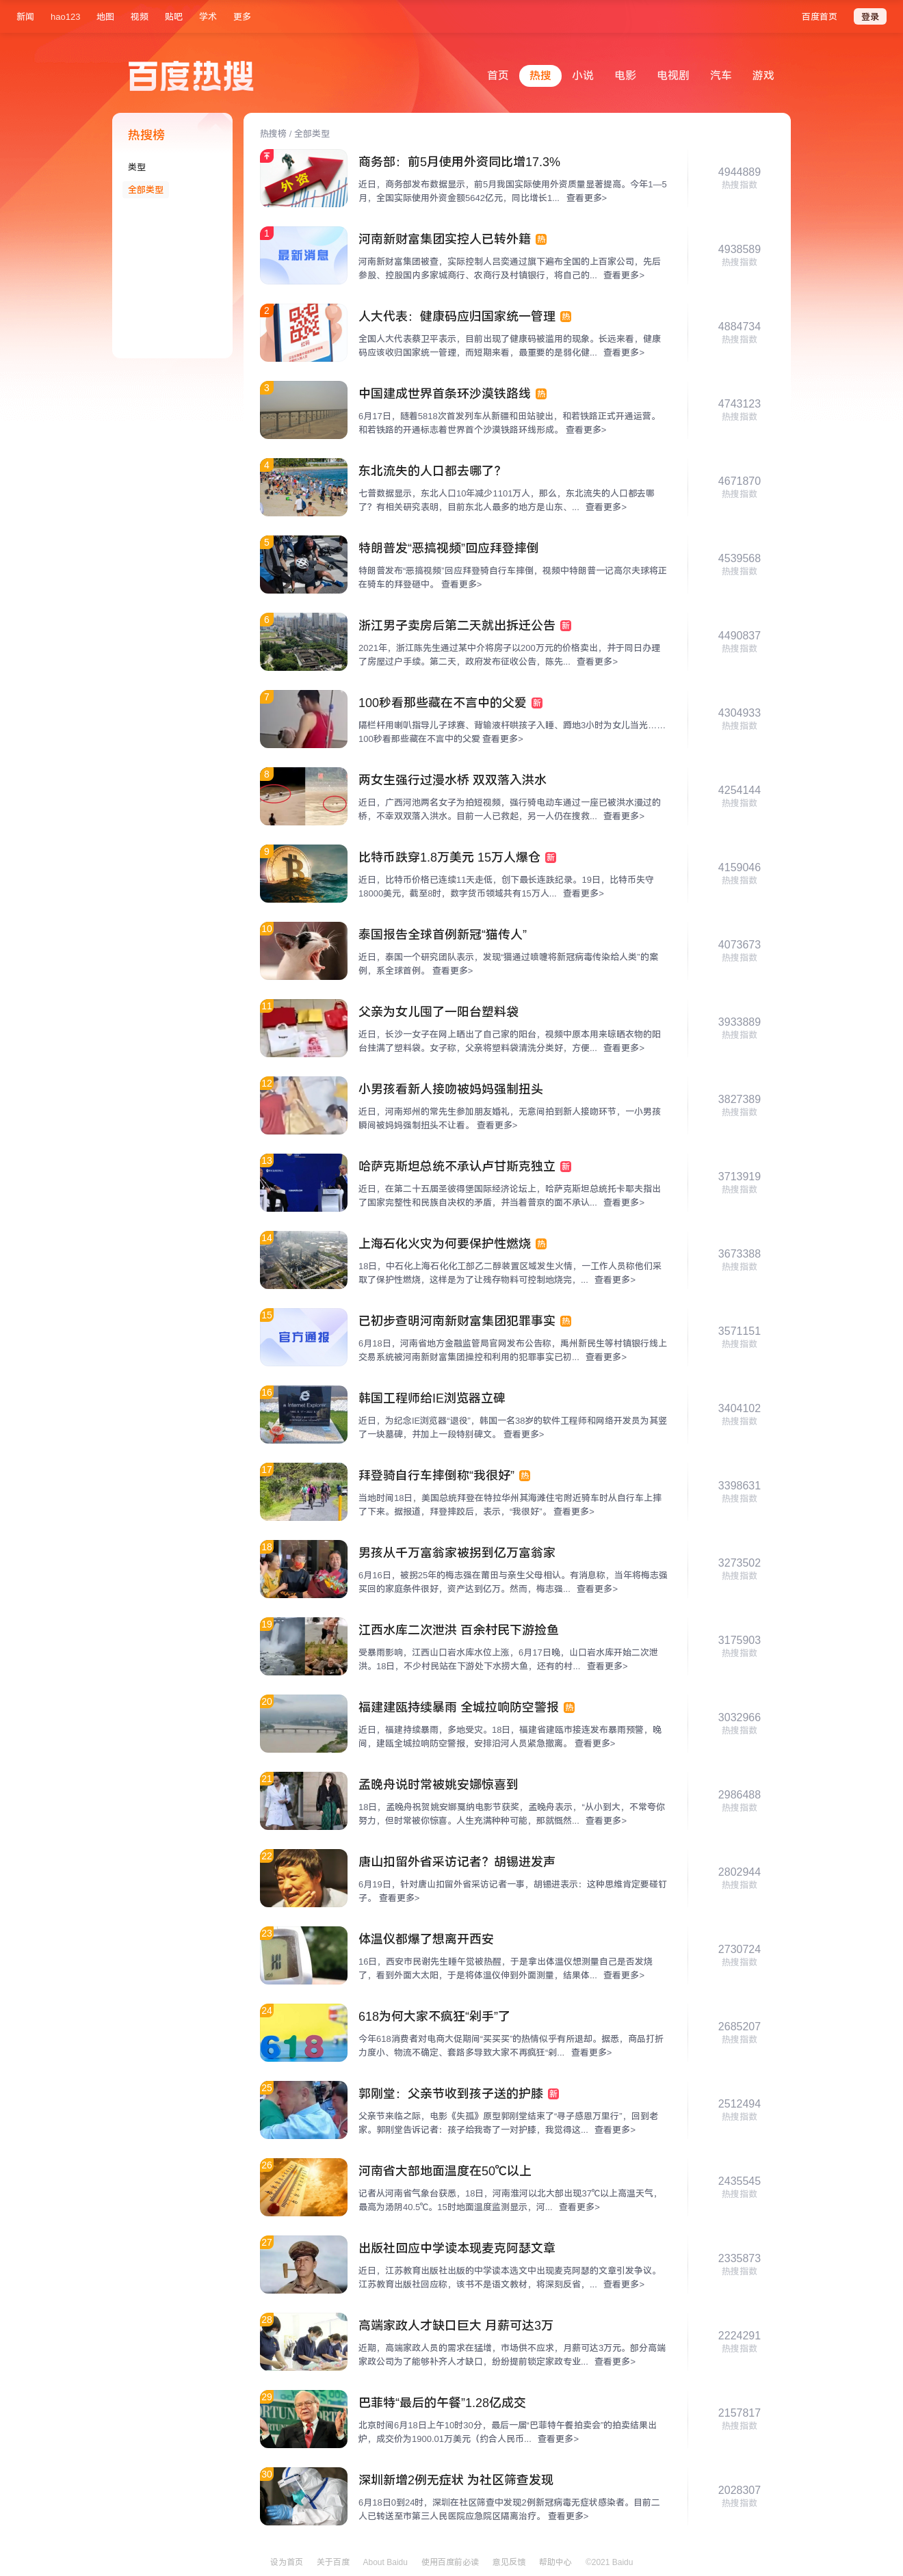 新闻
hao123
地图
视频
贴吧
学术
更多
百度首页
登录
百度热搜
首页
热搜
小说
电影
电视剧
汽车
游戏
热搜榜
类型
全部类型
热搜榜 / 全部类型
外资
商务部：前5月使用外资同比增17.3%
近日，商务部发布数据显示，前5月我国实际使用外资质量显著提高。今年1—5
月，全国实际使用外资金额5642亿元，同比增长1... 查看更多>
4944889
热搜指数
1
最新消息
河南新财富集团实控人已转外籍 热
近日，河南新财富集团被查，实际控制人吕奕通过旗下遍布全国的上百家公司，先后
参股、控股国内多家城商行、农商行及村镇银行，将自己的... 查看更多>
4938589
热搜指数
2
人大代表：健康码应归国家统一管理 热
全国人大代表蔡卫平表示，目前出现了健康码被滥用的现象。长远来看，健康
码应该收归国家统一管理，而短期来看，最重要的是弱化健... 查看更多>
4884734
热搜指数
3
中国建成世界首条环沙漠铁路线 热
6月17日，随着5818次首发列车从新疆和田站驶出，和若铁路正式开通运营。
和若铁路的开通标志着世界首个沙漠铁路环线形成。 查看更多>
4743123
热搜指数
4
东北流失的人口都去哪了？
七普数据显示，东北人口10年减少1101万人，那么，东北流失的人口都去哪
了？有相关研究表明，目前东北人最多的地方是山东、... 查看更多>
4671870
热搜指数
5
特朗普发“恶搞视频”回应拜登摔倒
特朗普发布“恶搞视频”回应拜登骑自行车摔倒，视频中特朗普一记高尔夫球将正
在骑车的拜登砸中。 查看更多>
4539568
热搜指数
6
浙江男子卖房后第二天就出拆迁公告 新
2021年，浙江陈先生通过某中介将房子以200万元的价格卖出，并于同日办理
了房屋过户手续。第二天，政府发布征收公告，陈先... 查看更多>
4490837
热搜指数
7
100秒看那些藏在不言中的父爱 新
隔栏杆用喇叭指导儿子球赛、背输液杆哄孩子入睡、蹲地3小时为女儿当光……
100秒看那些藏在不言中的父爱 查看更多>
4304933
热搜指数
8
两女生强行过漫水桥 双双落入洪水
近日，广西河池两名女子为拍短视频，强行骑电动车通过一座已被洪水漫过的
桥，不幸双双落入洪水。目前一人已救起，另一人仍在搜救... 查看更多>
4254144
热搜指数
9
比特币跌穿1.8万美元 15万人爆仓 新
近日，比特币价格已连续11天走低，创下最长连跌纪录。19日，比特币失守
18000美元，截至8时，数字货币领域共有15万人... 查看更多>
4159046
热搜指数
10
泰国报告全球首例新冠“猫传人”
近日，泰国一个研究团队表示，发现“猫通过喷嚏将新冠病毒传染给人类”的案
例，系全球首例。 查看更多>
4073673
热搜指数
11
父亲为女儿囤了一阳台塑料袋
近日，长沙一女子在网上晒出了自己家的阳台，视频中原本用来晾晒衣物的阳
台挂满了塑料袋。女子称，父亲将塑料袋清洗分类好，方便... 查看更多>
3933889
热搜指数
12
小男孩看新人接吻被妈妈强制扭头
近日，河南郑州的常先生参加朋友婚礼，无意间拍到新人接吻环节，一小男孩
瞬间被妈妈强制扭头不让看。 查看更多>
3827389
热搜指数
13
哈萨克斯坦总统不承认卢甘斯克独立 新
近日，在第二十五届圣彼得堡国际经济论坛上，哈萨克斯坦总统托卡耶夫指出
了国家完整性和民族自决权的矛盾，并当着普京的面不承认... 查看更多>
3713919
热搜指数
14
上海石化火灾为何要保护性燃烧 热
18日，中石化上海石化化工部乙二醇装置区域发生火情，一工作人员称他们采
取了保护性燃烧，这样是为了让残存物料可控制地烧完，... 查看更多>
3673388
热搜指数
15
官方通报
已初步查明河南新财富集团犯罪事实 热
6月18日，河南省地方金融监管局官网发布公告称，禹州新民生等村镇银行线上
交易系统被河南新财富集团操控和利用的犯罪事实已初... 查看更多>
3571151
热搜指数
16
Internet Explorer
韩国工程师给IE浏览器立碑
近日，为纪念IE浏览器“退役”，韩国一名38岁的软件工程师和网络开发员为其竖
了一块墓碑，并加上一段特别碑文。 查看更多>
3404102
热搜指数
17
拜登骑自行车摔倒称“我很好” 热
当地时间18日，美国总统拜登在特拉华州其海滩住宅附近骑车时从自行车上摔
了下来。据报道，拜登摔跤后，表示，“我很好”。 查看更多>
3398631
热搜指数
18
男孩从千万富翁家被拐到亿万富翁家
6月16日，被拐25年的梅志强在莆田与亲生父母相认。有消息称，当年将梅志强
买回的家庭条件很好，资产达到亿万。然而，梅志强... 查看更多>
3273502
热搜指数
19
江西水库二次泄洪 百余村民下游捡鱼
受暴雨影响，江西山口岩水库水位上涨，6月17日晚，山口岩水库开始二次泄
洪。18日，不少村民站在下游处下水捞大鱼，还有的村... 查看更多>
3175903
热搜指数
20
福建建瓯持续暴雨 全城拉响防空警报 热
近日，福建持续暴雨，多地受灾。18日，福建省建瓯市接连发布暴雨预警，晚
间，建瓯全城拉响防空警报，安排沿河人员紧急撤离。 查看更多>
3032966
热搜指数
21
孟晚舟说时常被姚安娜惊喜到
18日，孟晚舟祝贺姚安娜戛纳电影节获奖，孟晚舟表示，“从小到大，不常夸你
努力，但时常被你惊喜。人生充满种种可能，那就慨然... 查看更多>
2986488
热搜指数
22
唐山扣留外省采访记者？胡锡进发声
6月19日，针对唐山扣留外省采访记者一事，胡锡进表示：这种思维肯定要碰钉
子。 查看更多>
2802944
热搜指数
23
体温仪都爆了想离开西安
16日，西安市民谢先生睡午觉被热醒，于是拿出体温仪想测量自己是否发烧
了，看到外面大太阳，于是将体温仪伸到外面测量，结果体... 查看更多>
2730724
热搜指数
24
618
618为何大家不疯狂“剁手”了
今年618消费者对电商大促期间“买买买”的热情似乎有所退却。据悉，商品打折
力度小、物流不确定、套路多导致大家不再疯狂“剁... 查看更多>
2685207
热搜指数
25
郭刚堂：父亲节收到孩子送的护膝 新
父亲节来临之际，电影《失孤》原型郭刚堂结束了“寻子感恩万里行”，回到老
家。郭刚堂告诉记者：孩子给我寄了一对护膝，我觉得这... 查看更多>
2512494
热搜指数
26
河南省大部地面温度在50℃以上
记者从河南省气象台获悉，18日，河南淮河以北大部出现37℃以上高温天气，
最高为汤阴40.5℃。15时地面温度监测显示，河... 查看更多>
2435545
热搜指数
27
出版社回应中学读本现麦克阿瑟文章
近日，江苏教育出版社出版的中学读本选文中出现麦克阿瑟的文章引发争议。
江苏教育出版社回应称，该书不是语文教材，将深刻反省，... 查看更多>
2335873
热搜指数
28
高端家政人才缺口巨大 月薪可达3万
近期，高端家政人员的需求在猛增，市场供不应求，月薪可达3万元。部分高端
家政公司为了能够补齐人才缺口，纷纷提前锁定家政专业... 查看更多>
2224291
热搜指数
29
巴菲特“最后的午餐”1.28亿成交
北京时间6月18日上午10时30分，最后一届“巴菲特午餐拍卖会”的拍卖结果出
炉，成交价为1900.01万美元（约合人民币... 查看更多>
2157817
热搜指数
30
深圳新增2例无症状 为社区筛查发现
6月18日0到24时，深圳在社区筛查中发现2例新冠病毒无症状感染者。目前二
人已转送至市第三人民医院应急院区隔离治疗。 查看更多>
2028307
热搜指数
设为首页
关于百度
About Baidu
使用百度前必读
意见反馈
帮助中心
©2021 Baidu